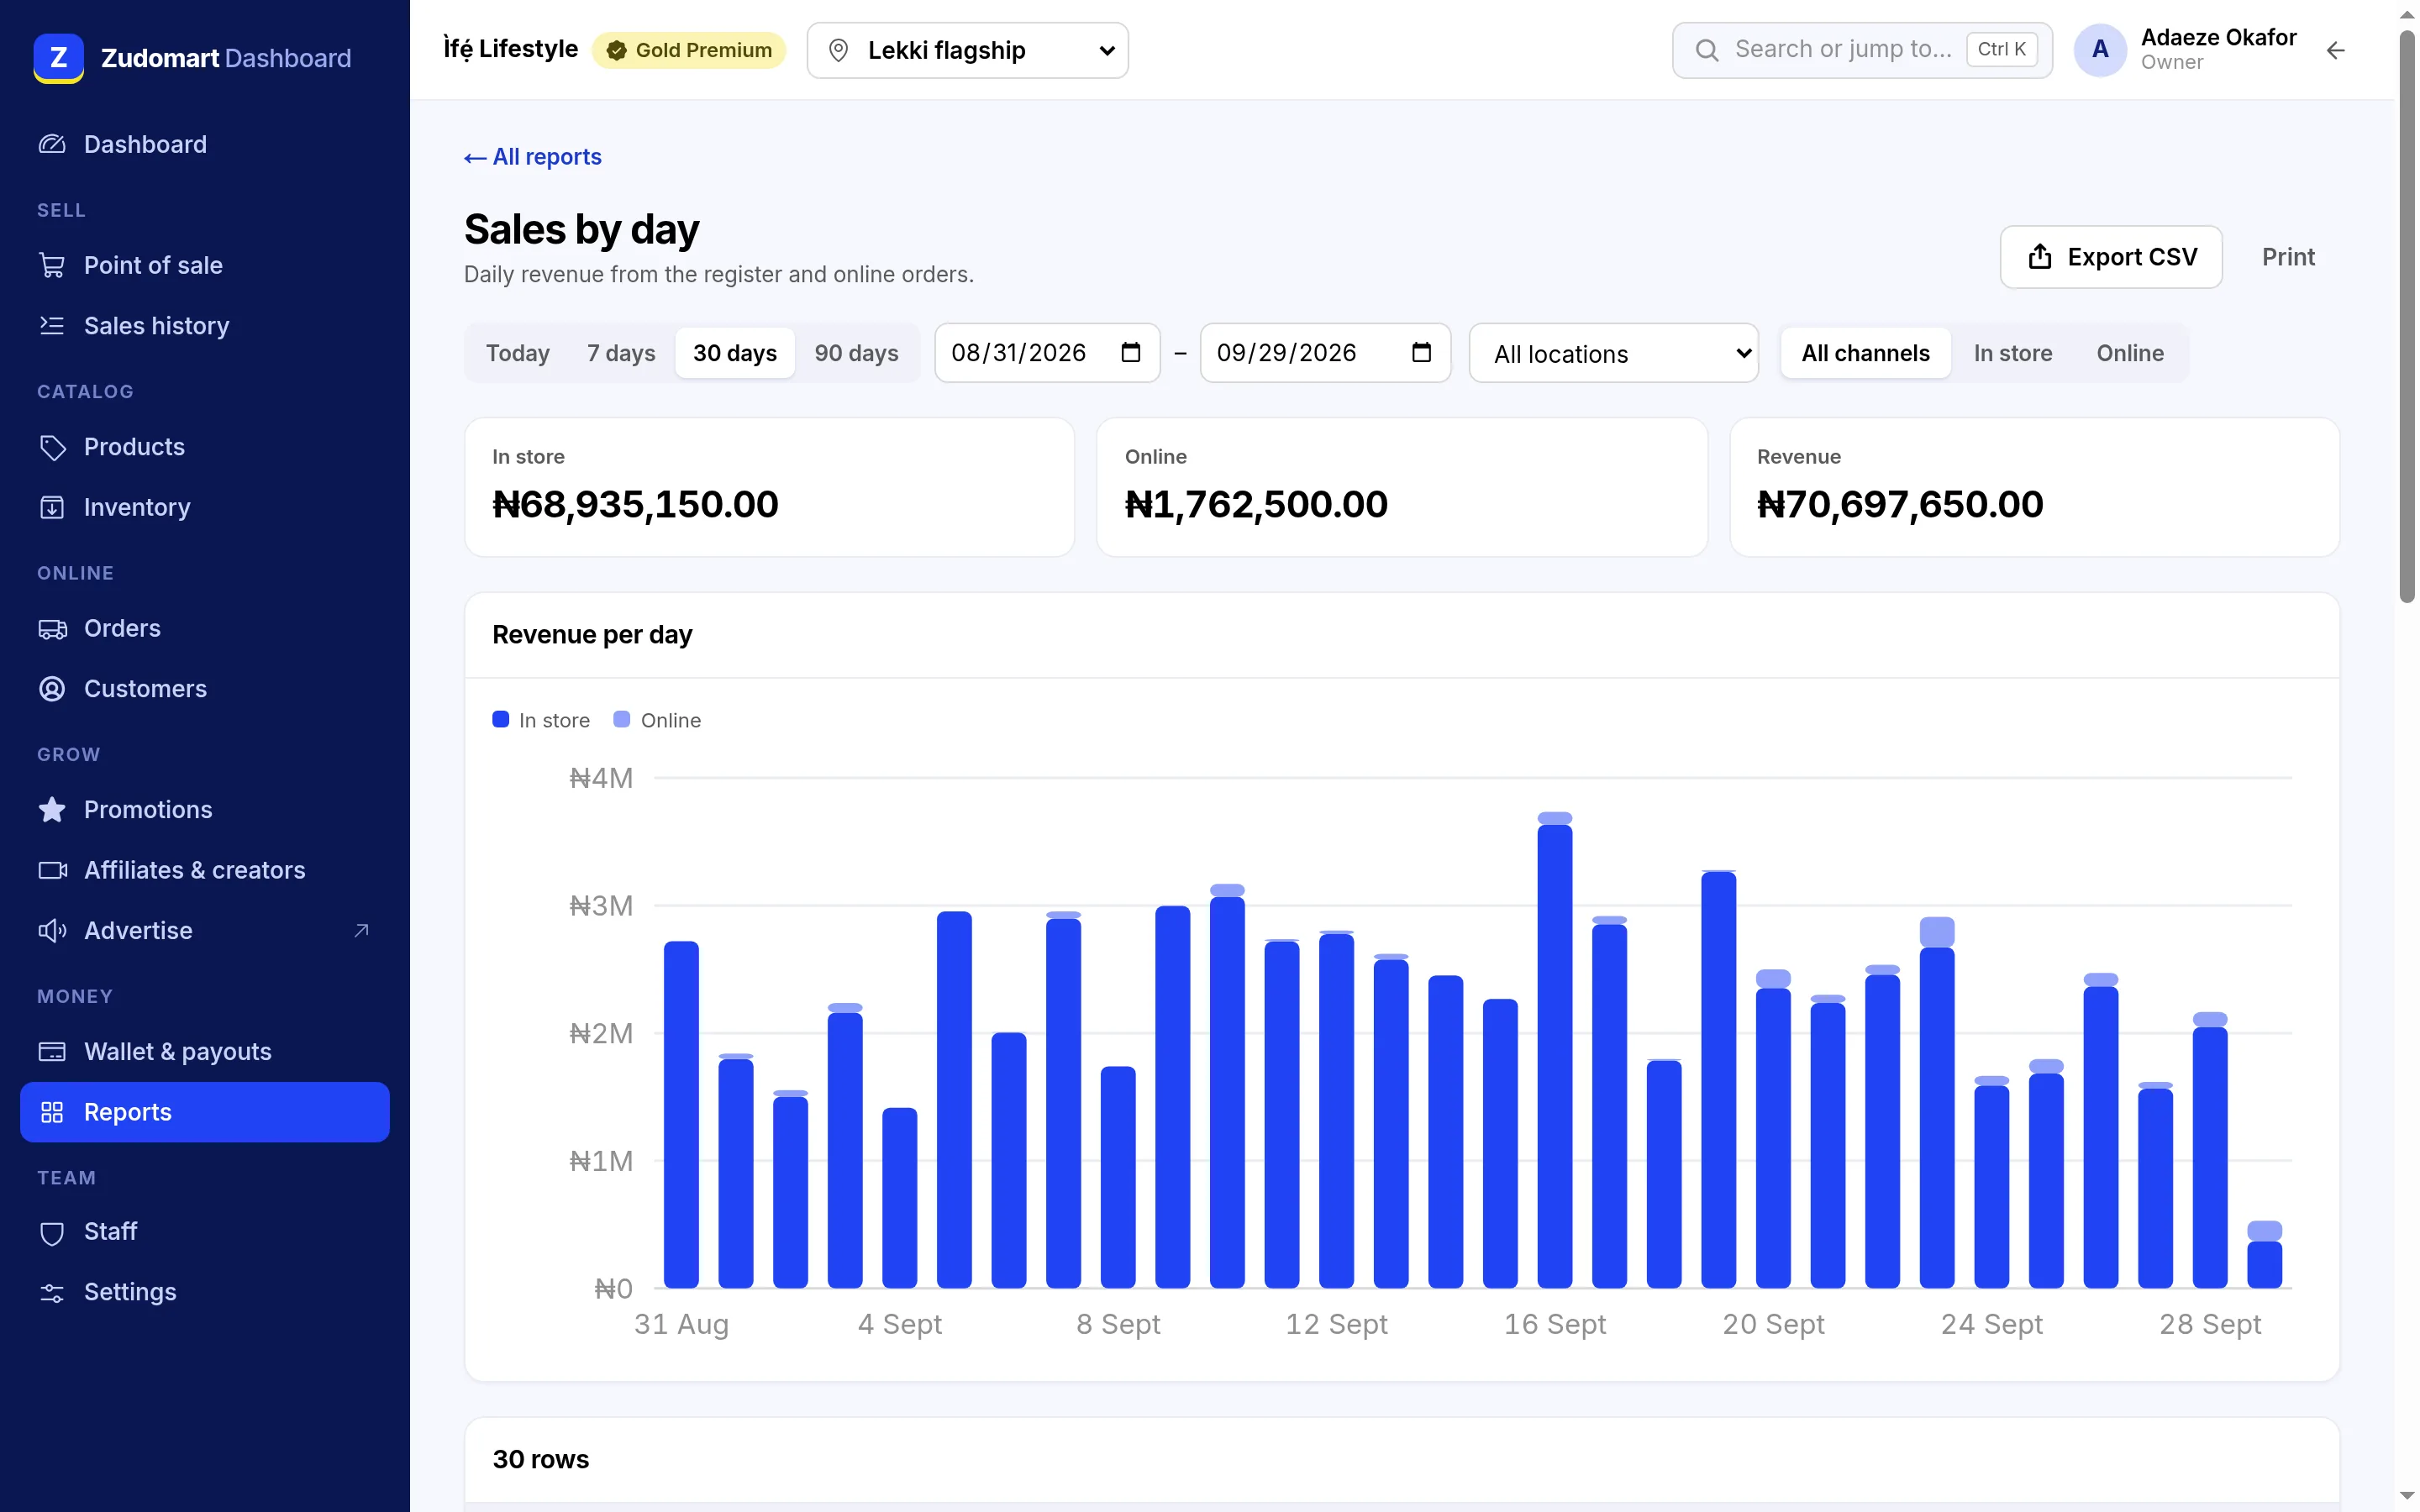 Z Zudomart Dashboard
Dashboard
SELL
Point of sale
Sales history
CATALOG
Products
Inventory
ONLINE
Orders
Customers
GROW
Promotions
Affiliates & creators
Advertise
MONEY
Wallet & payouts
Reports
TEAM
Staff
Settings
Ìfẹ́ Lifestyle
Gold Premium
Lekki flagship
Search or jump to...
Ctrl K
A
Adaeze Okafor
Owner
← All reports
Sales by day
Daily revenue from the register and online orders.
Export CSV
Print
Today 7 days 30 days 90 days
08/31/2026 – 09/29/2026
All locations
All channels In store Online
In store
₦68,935,150.00
Online
₦1,762,500.00
Revenue
₦70,697,650.00
Revenue per day
In store Online
₦4M
₦3M
₦2M
₦1M
₦0
31 Aug 4 Sept 8 Sept 12 Sept 16 Sept 20 Sept 24 Sept 28 Sept
30 rows